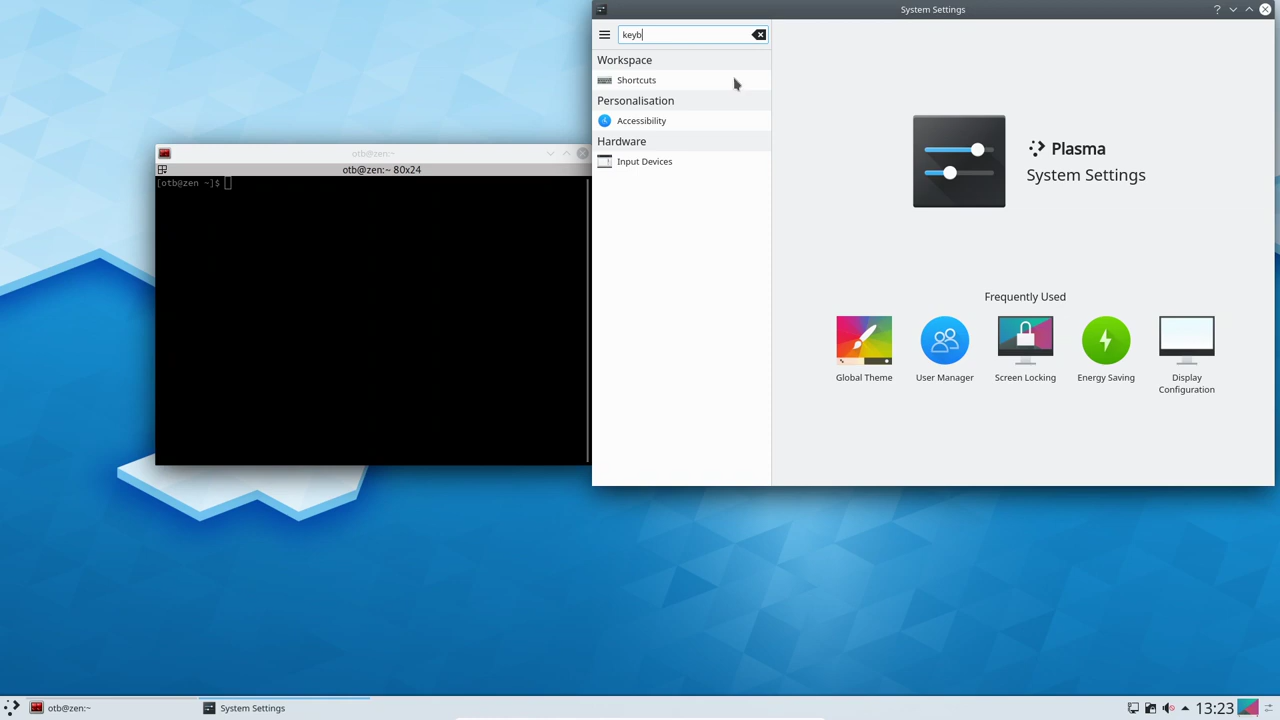 System Settings
?
keyb
Workspace
Shortcuts
Personalisation
Accessibility
Hardware
Input Devices
otb@zen:~
otb@zen:~ 80x24
[otb@zen ~]$
Plasma
System Settings
Frequently Used
Global Theme
User Manager
Screen Locking
Energy Saving
Display
Configuration
otb@zen:~
System Settings
13:23